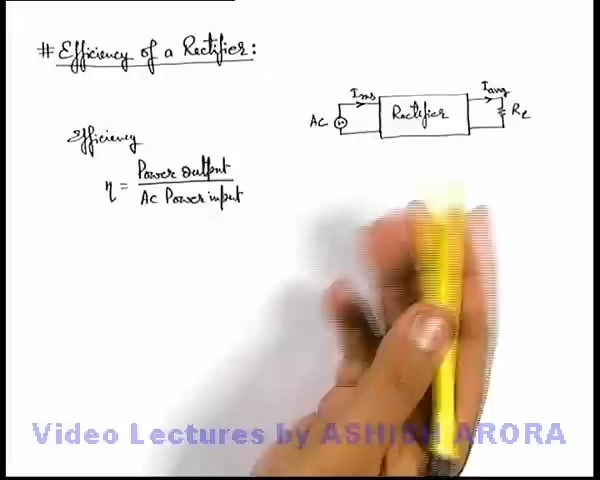 # Efficiency of a Rectifier:
Irms
Iavg
AC
Rectifier
RL
Efficiency
η = Power output
AC Power input
Video Lectures by ASHISH ARORA